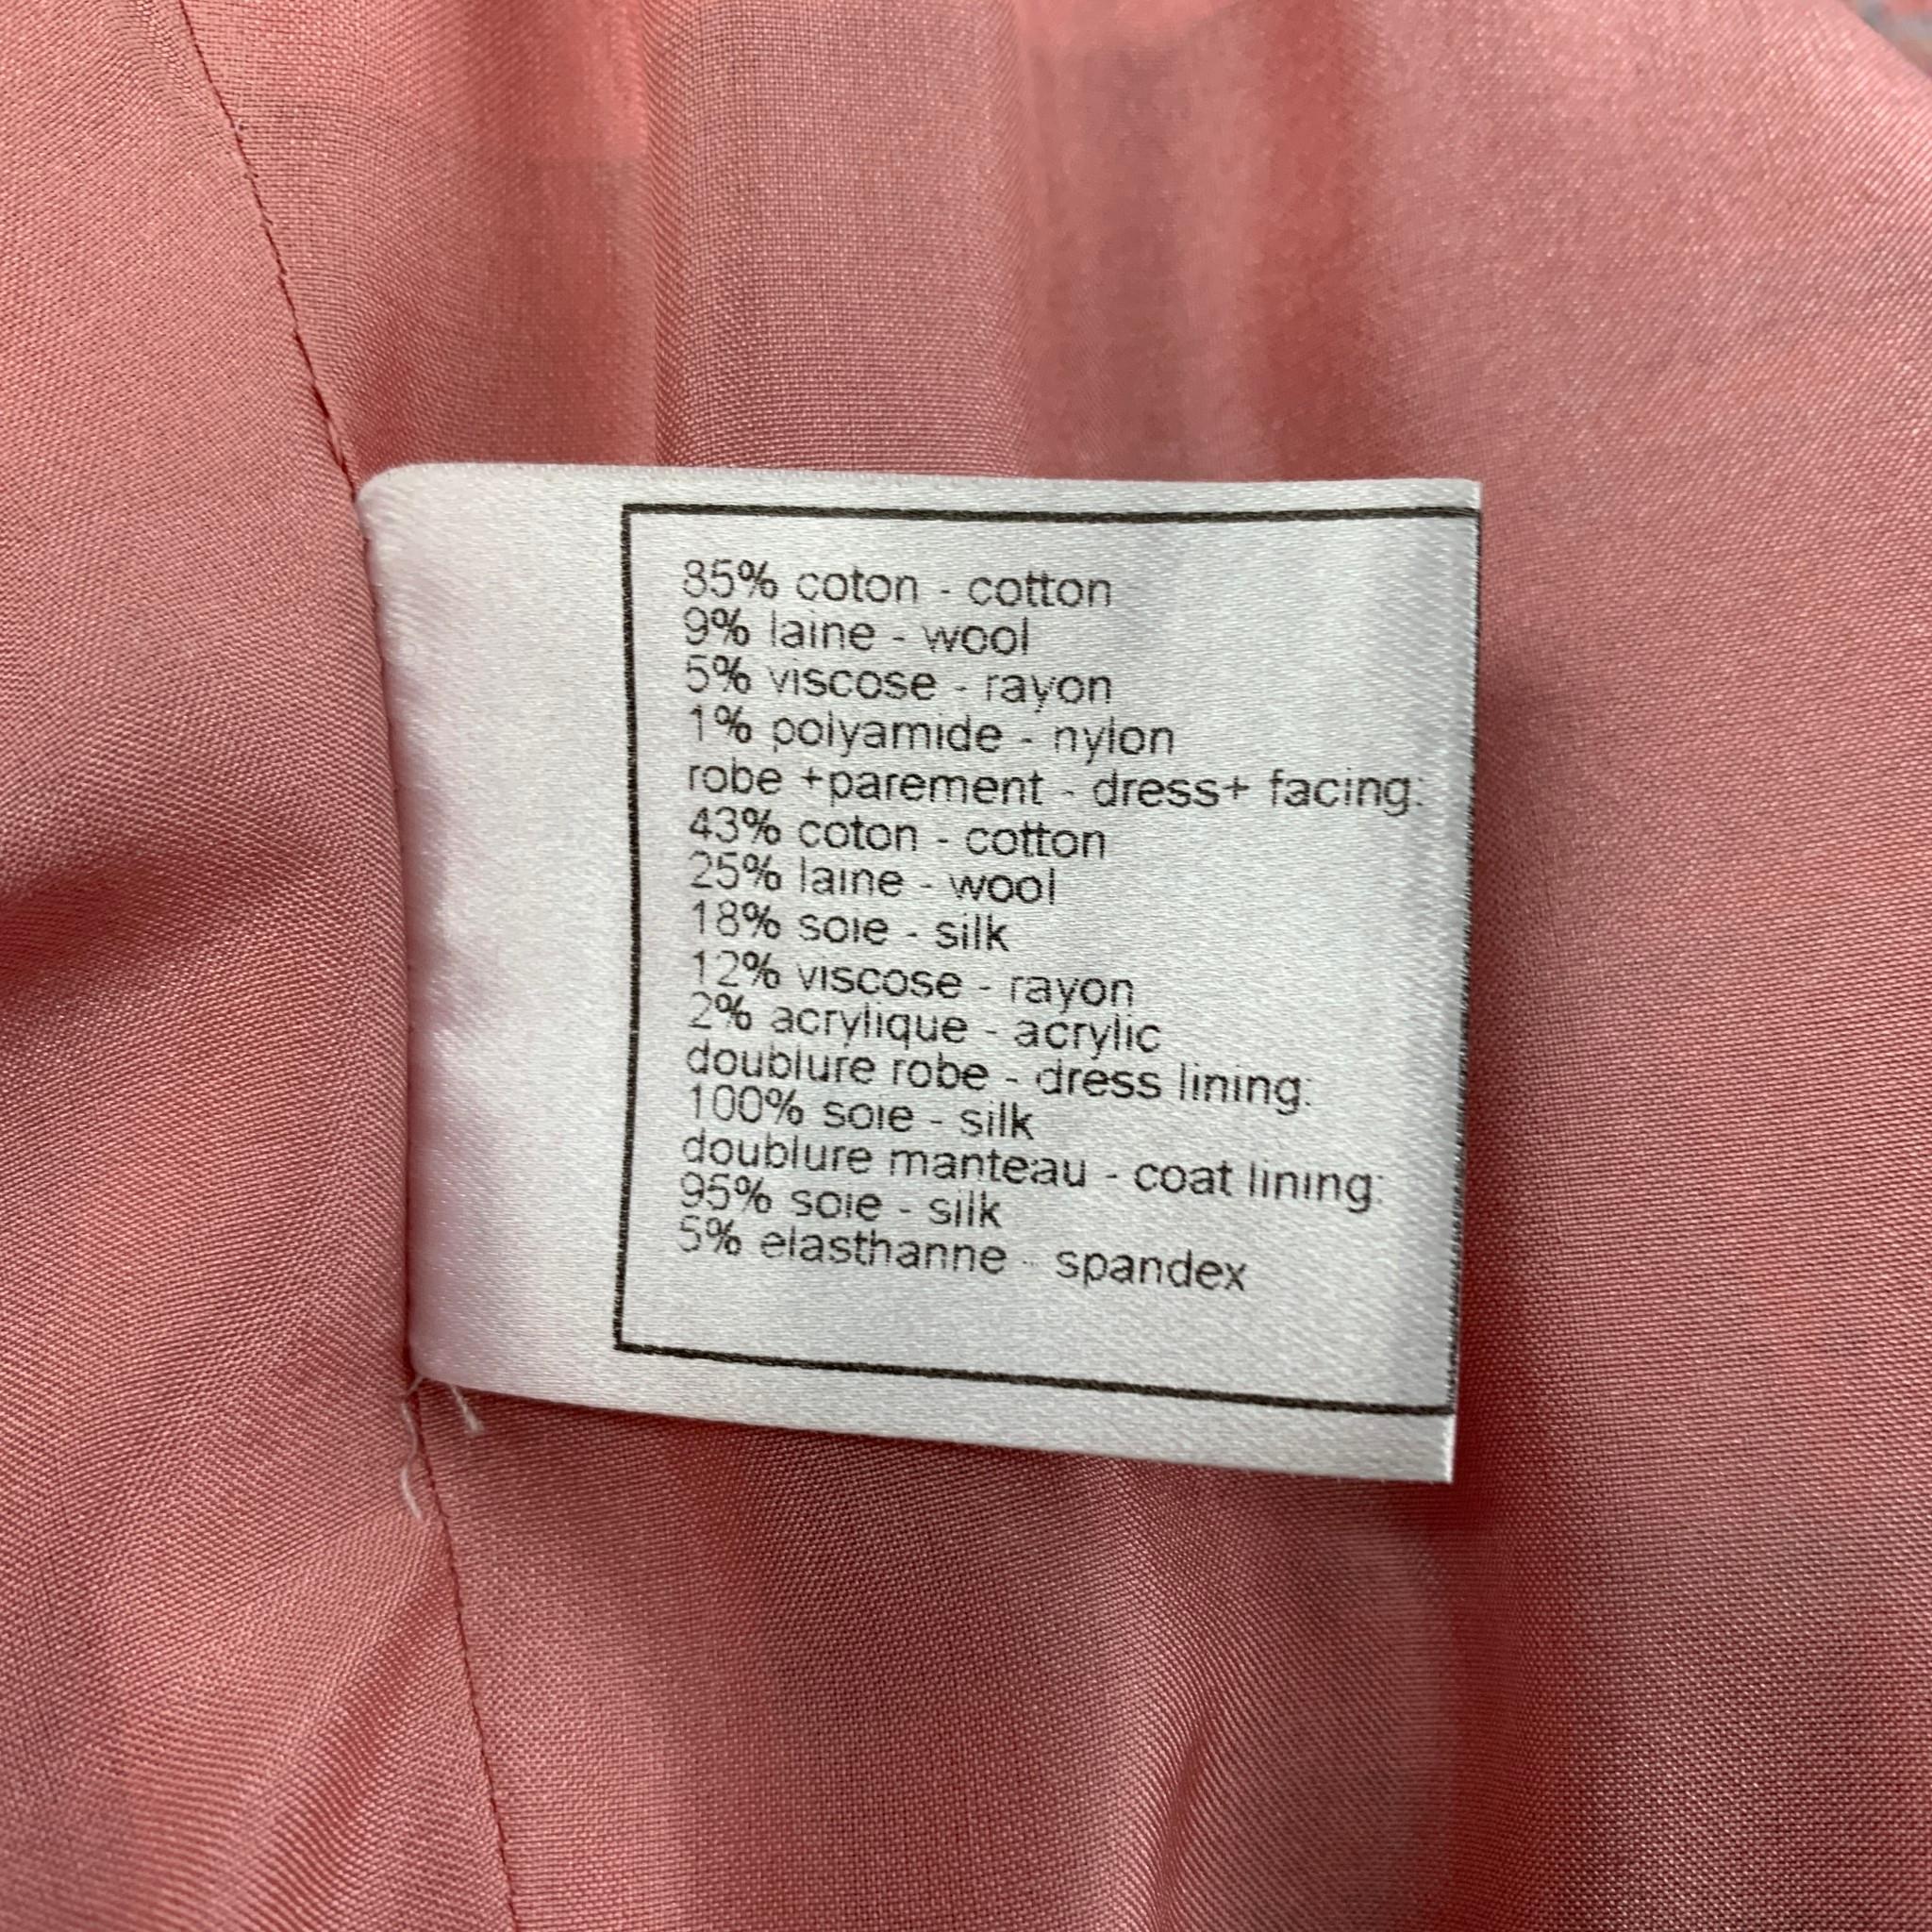 85% coton - cotton
9% laine - wool
5% viscose - rayon
1% polyamide - nylon
robe +parement - dress+ facing:
43% coton - cotton
25% laine - wool
18% soie - silk
12% viscose - rayon
2% acrylique - acrylic
doublure robe - dress lining:
100% soie - silk
doublure manteau - coat lining:
95% soie - silk
5% elasthanne - spandex